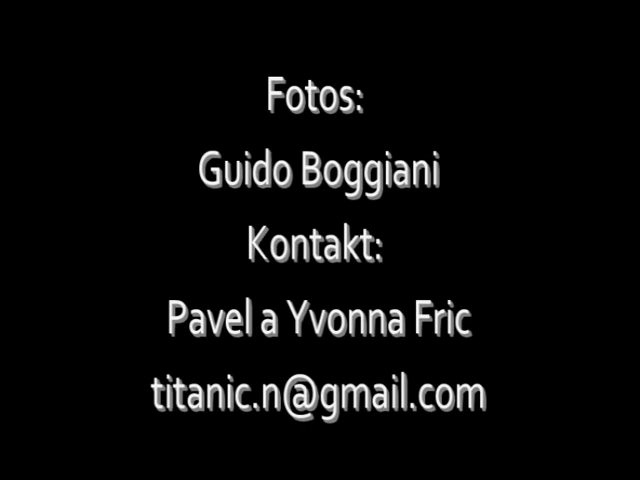 Fotos:
Guido Boggiani
Kontakt:
Pavel a Yvonna Fric
titanic.n@gmail.com